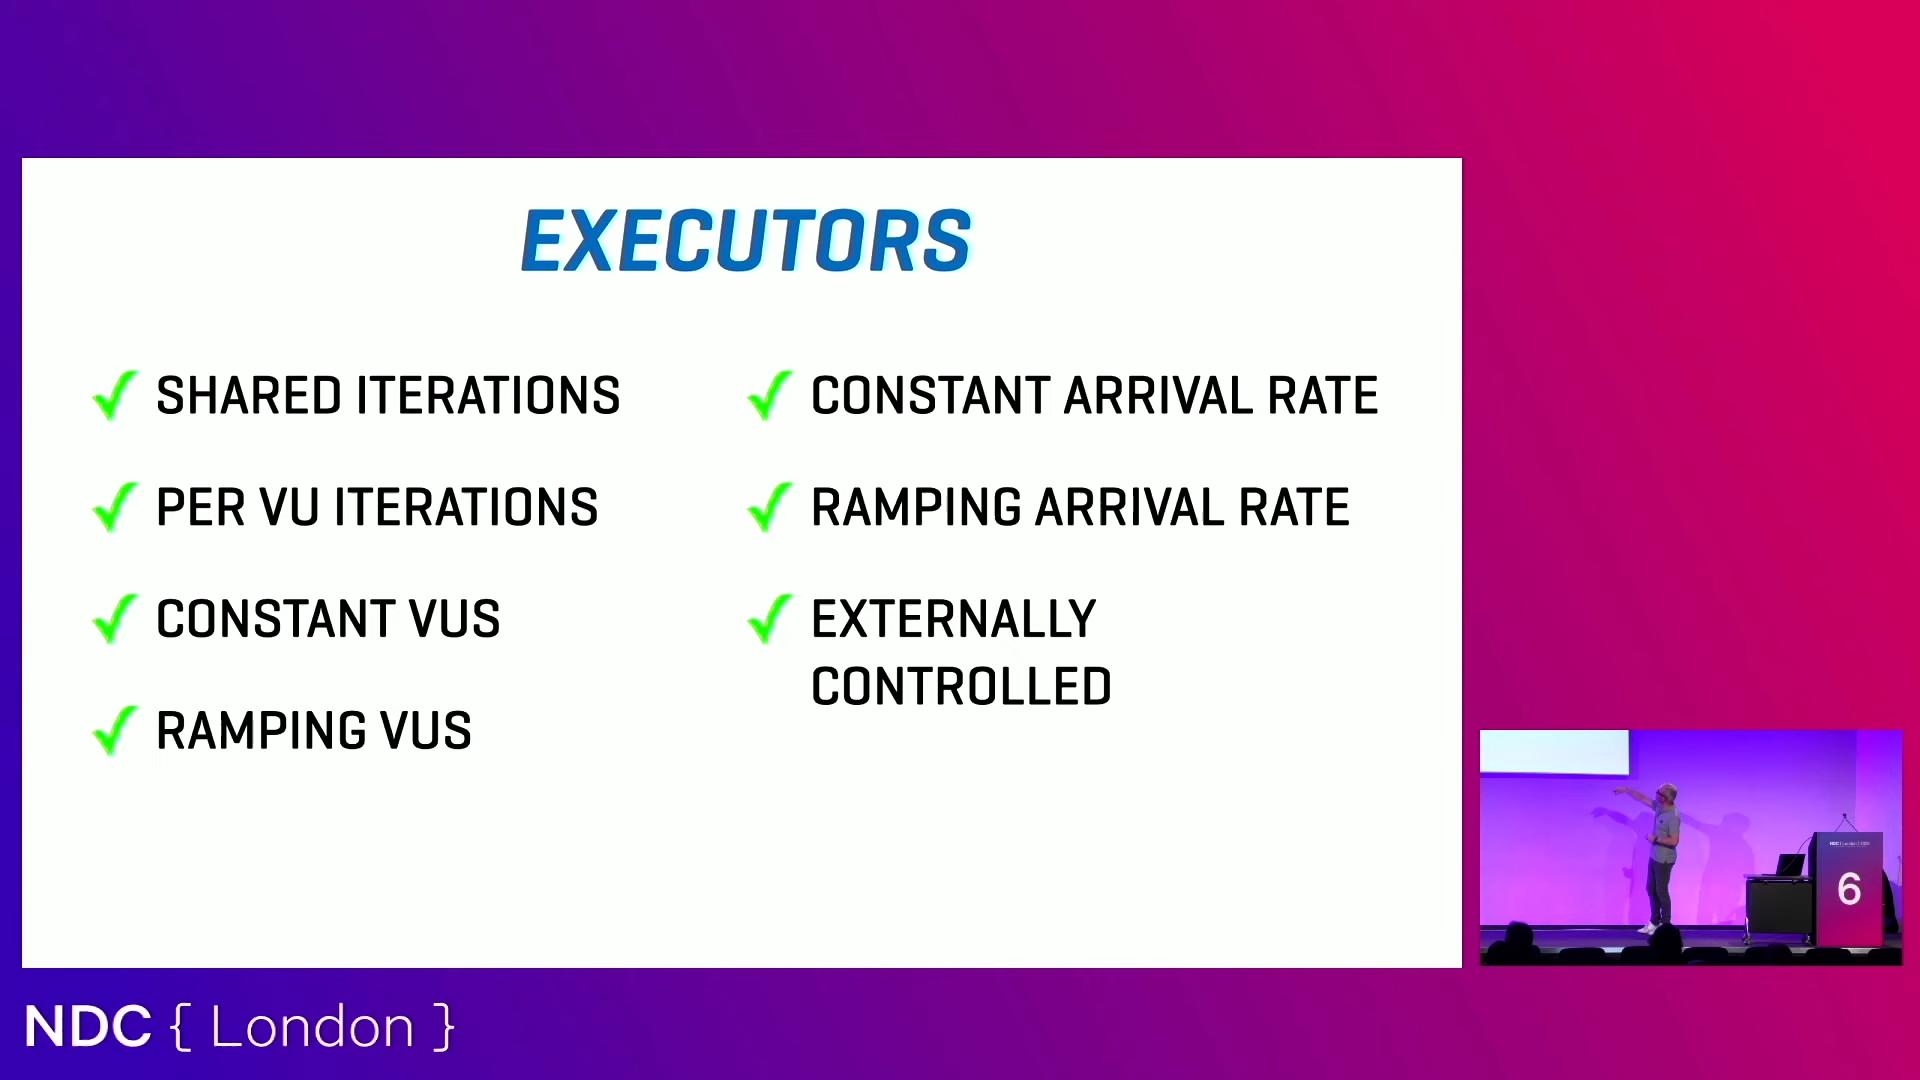 EXECUTORS
SHARED ITERATIONS
PER VU ITERATIONS
CONSTANT VUS
RAMPING VUS
CONSTANT ARRIVAL RATE
RAMPING ARRIVAL RATE
EXTERNALLY
CONTROLLED
6
NDC { London }